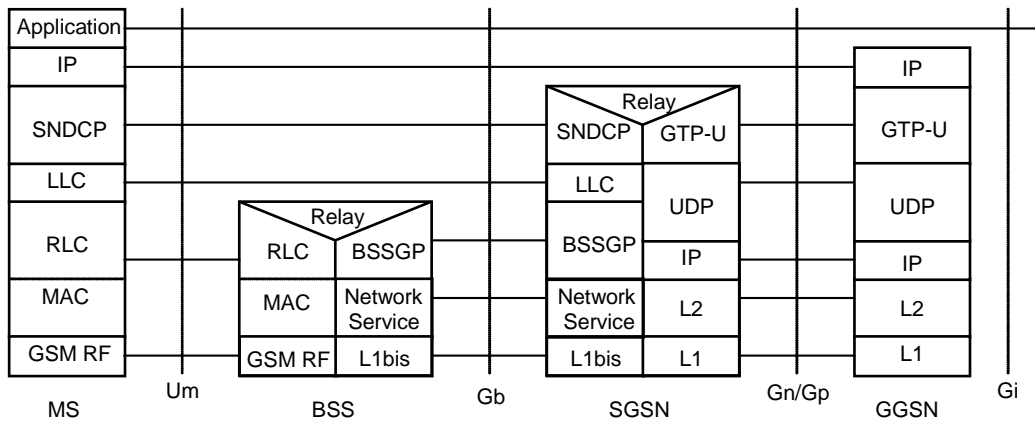 Application
IP
SNDCP
LLC
RLC
MAC
GSM RF
MS
Um
Relay
RLC
BSSGP
MAC
Network
Service
GSM RF
L1bis
BSS
Gb
Relay
SNDCP
GTP-U
LLC
UDP
BSSGP
IP
Network
Service
L2
L1bis
L1
SGSN
Gn/Gp
IP
GTP-U
UDP
IP
L2
L1
GGSN
Gi